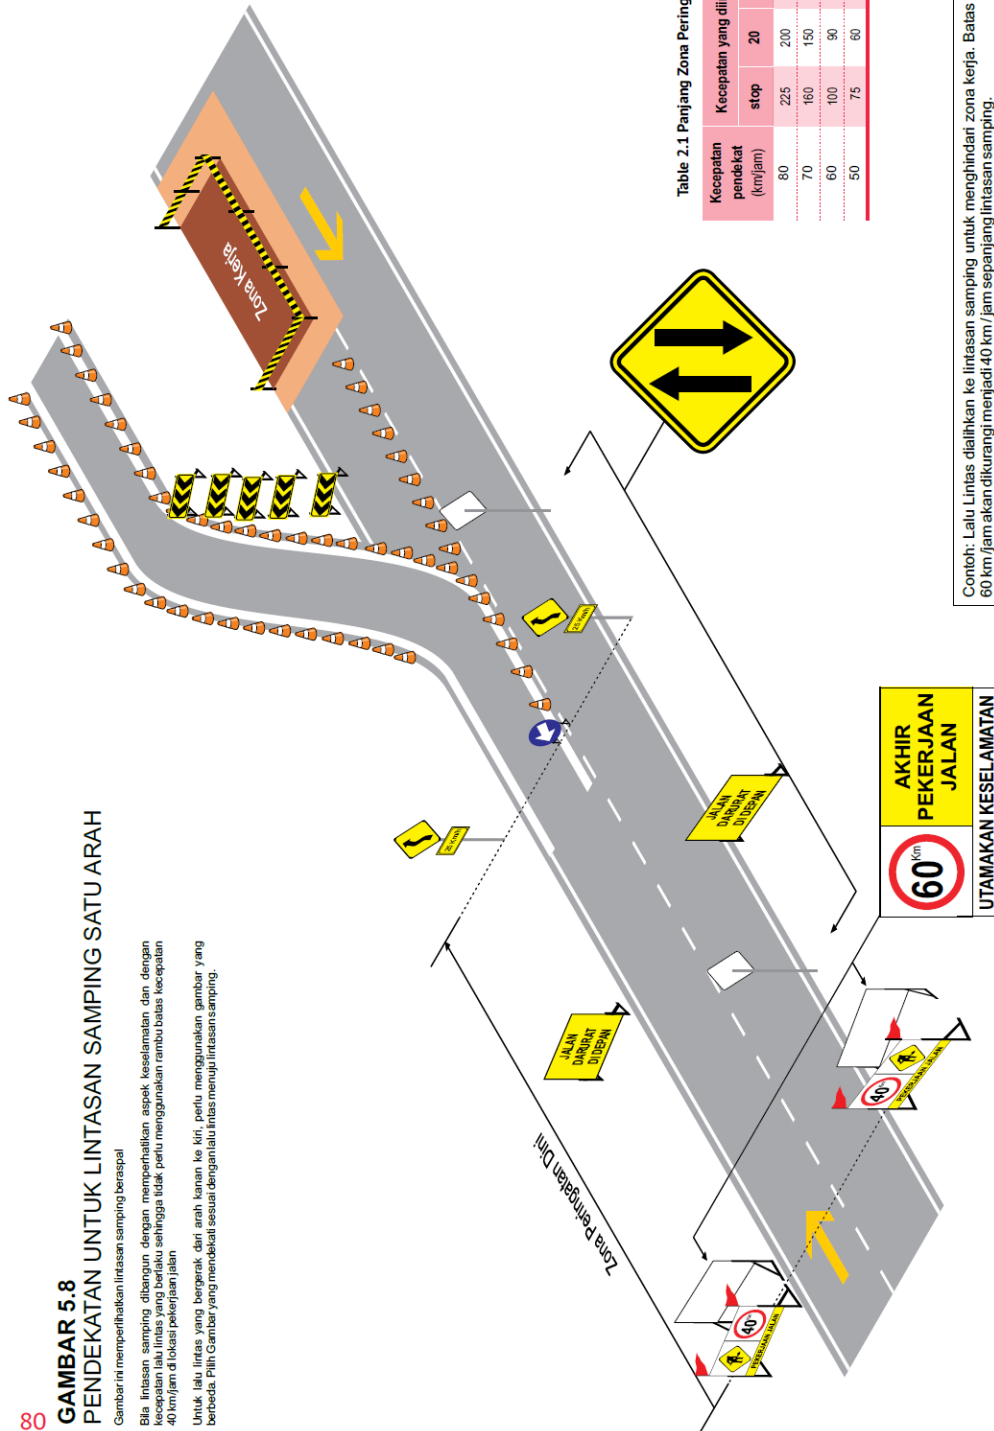 80
GAMBAR 5.8
PENDEKATAN UNTUK LINTASAN SAMPING SATU ARAH
Gambar ini memperlihatkan lintasan samping beraspal
Bila lintasan samping dibangun dengan memperhatikan aspek keselamatan dan dengan
kecepatan lalu lintas yang berlaku sehingga tidak perlu menggunakan rambu batas kecepatan
40 km/jam di lokasi pekerjaan jalan
Untuk lalu lintas yang bergerak dari arah kanan ke kiri, perlu menggunakan gambar yang
berbeda. Pilih Gambar yang mendekati sesuai dengan lalu lintas menuju lintasan samping.
Zona Kerja
Zona Peringatan Dini
JALAN
DARURAT
DI DEPAN
JALAN
DARURAT
DI DEPAN
40
PEKERJAAN JALAN
40
PEKERJAAN JALAN
60 Km
AKHIR
PEKERJAAN
JALAN
UTAMAKAN KESELAMATAN
Table 2.1 Panjang Zona Pering
Kecepatan
pendekat
(km/jam)
Kecepatan yang dii
stop 20
80 225 200
70 160 150
60 100 90
50 75 60
Contoh: Lalu Lintas dialihkan ke lintasan samping untuk menghindari zona kerja. Batas
60 km /jam akan dikurangi menjadi 40 km / jam sepanjang lintasan samping.